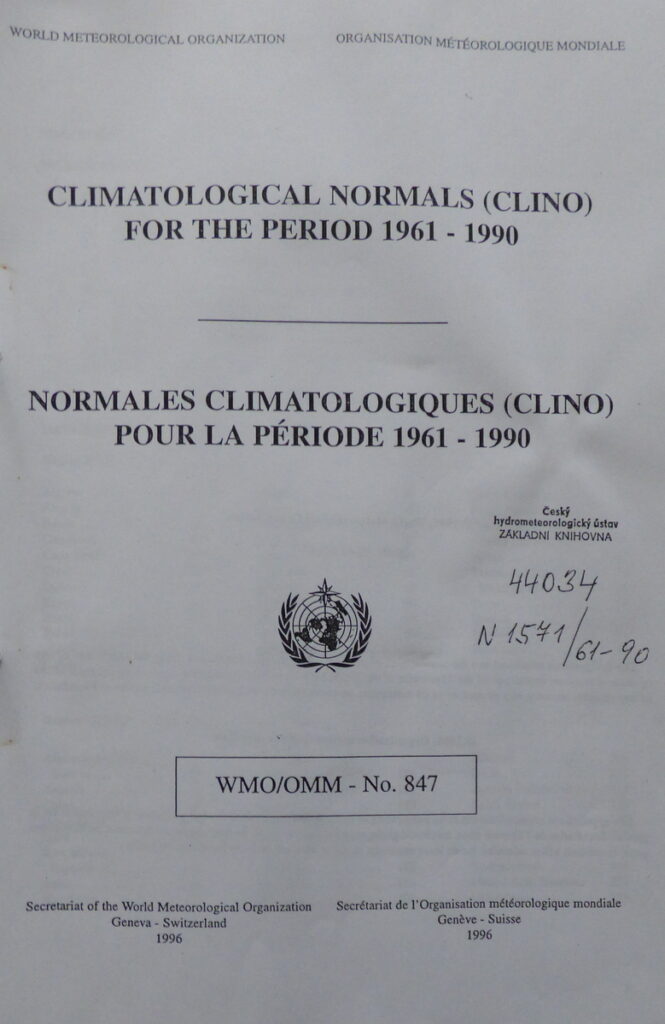 WORLD METEOROLOGICAL ORGANIZATION
ORGANISATION MÉTÉOROLOGIQUE MONDIALE
CLIMATOLOGICAL NORMALS (CLINO)
FOR THE PERIOD 1961 - 1990
NORMALES CLIMATOLOGIQUES (CLINO)
POUR LA PÉRIODE 1961 - 1990
Český
hydrometeorologický ústav
ZÁKLADNÍ KNIHOVNA
44034
N 1571/61-90
WMO/OMM - No. 847
Secretariat of the World Meteorological Organization
Geneva - Switzerland
1996
Secrétariat de l'Organisation météorologique mondiale
Genève - Suisse
1996